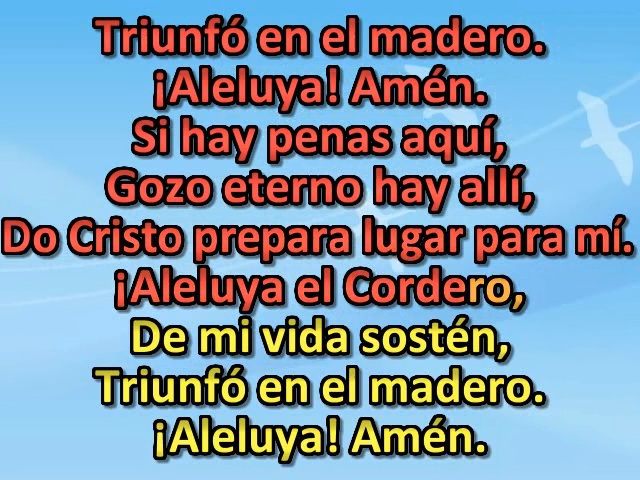 Triunfó en el madero.
¡Aleluya! Amén.
Si hay penas aquí,
Gozo eterno hay allí,
Do Cristo prepara lugar para mí.
¡Aleluya el Cordero,
De mi vida sostén,
Triunfó en el madero.
¡Aleluya! Amén.